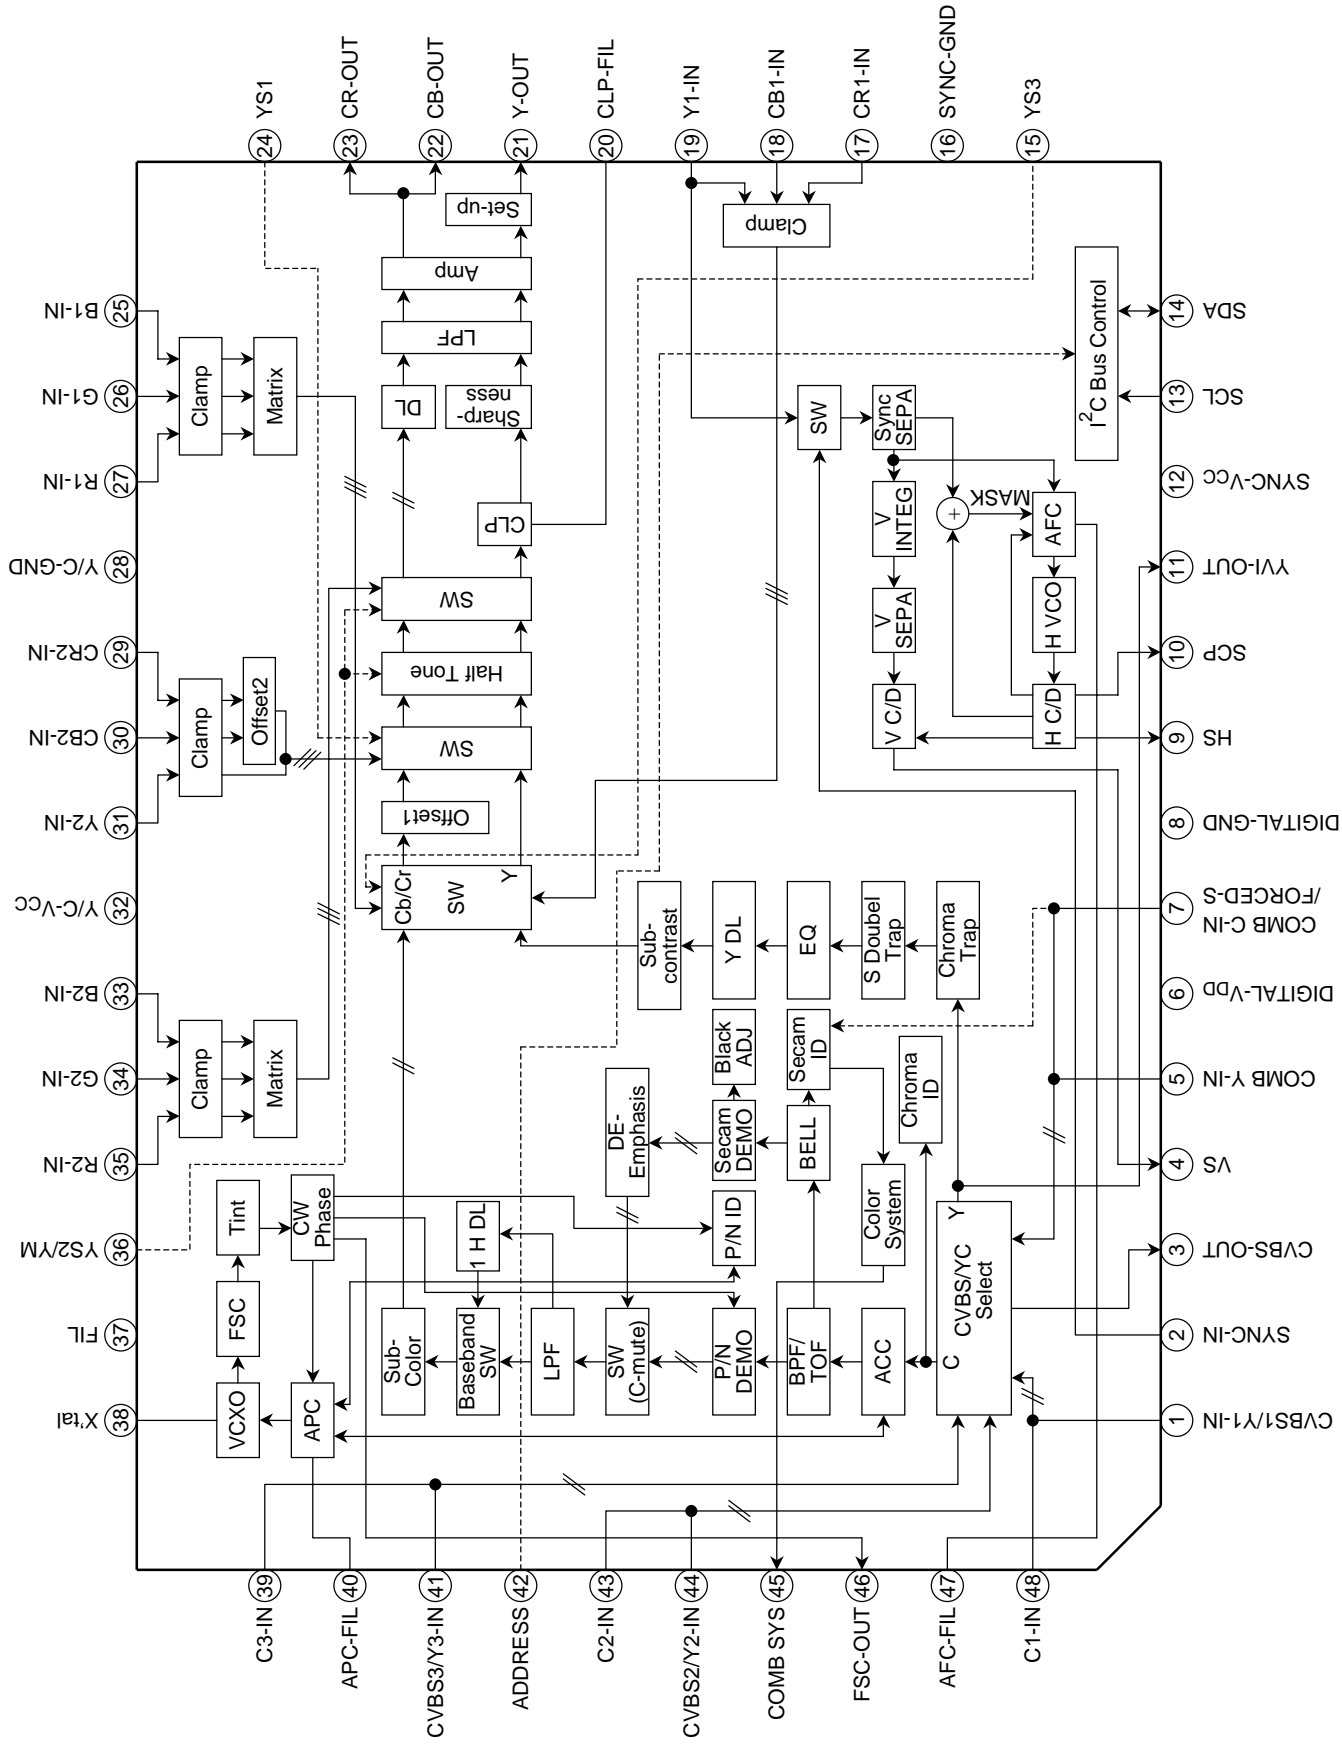 YS1
CR-OUT
CB-OUT
Y-OUT
CLP-FIL
Y1-IN
CB1-IN
CR1-IN
SYNC-GND
YS3
24
23
22
21
20
19
18
17
16
15
B1-IN 25
G1-IN 26
R1-IN 27
Y/C-GND 28
CR2-IN 29
CB2-IN 30
Y2-IN 31
Y/C-VCC 32
B2-IN 33
G2-IN 34
R2-IN 35
YS2/YM 36
FIL 37
X'tal 38
14 SDA
13 SCL
12 SYNC-VCC
11 YVI-OUT
10 SCP
9 HS
8 DIGITAL-GND
7 COMB C-IN
/FORCED-S
6 DIGITAL-VDD
5 COMB Y-IN
4 VS
3 CVBS-OUT
2 SYNC-IN
1 CVBS1/Y1-IN
39
40
41
42
43
44
45
46
47
48
C3-IN
APC-FIL
CVBS3/Y3-IN
ADDRESS
C2-IN
CVBS2/Y2-IN
COMB SYS
FSC-OUT
AFC-FIL
C1-IN
Set-up
Clamp
Amp
LPF
DL
Sharp-
ness
CLP
SW
Half Tone
SW
Offset1
Cb/Cr
SW
Y
Clamp
Matrix
Clamp
Offset2
Clamp
Matrix
I2C Bus Control
SW
Sync
SEPA
V
INTEG
+
MASK
AFC
V
SEPA
H VCO
V C/D
H C/D
Sub-
contrast
Y DL
EQ
S Doubel
Trap
Chroma
Trap
Black
ADJ
Secam
ID
Chroma
ID
DE-
Emphasis
Secam
DEMO
BELL
Color
System
Tint
CW
Phase
1 H DL
P/N ID
FSC
VCXO
APC
Sub-
Color
Baseband
SW
LPF
SW
(C-mute)
P/N
DEMO
BPF/
TOF
ACC
Y
CVBS/YC
Select
C